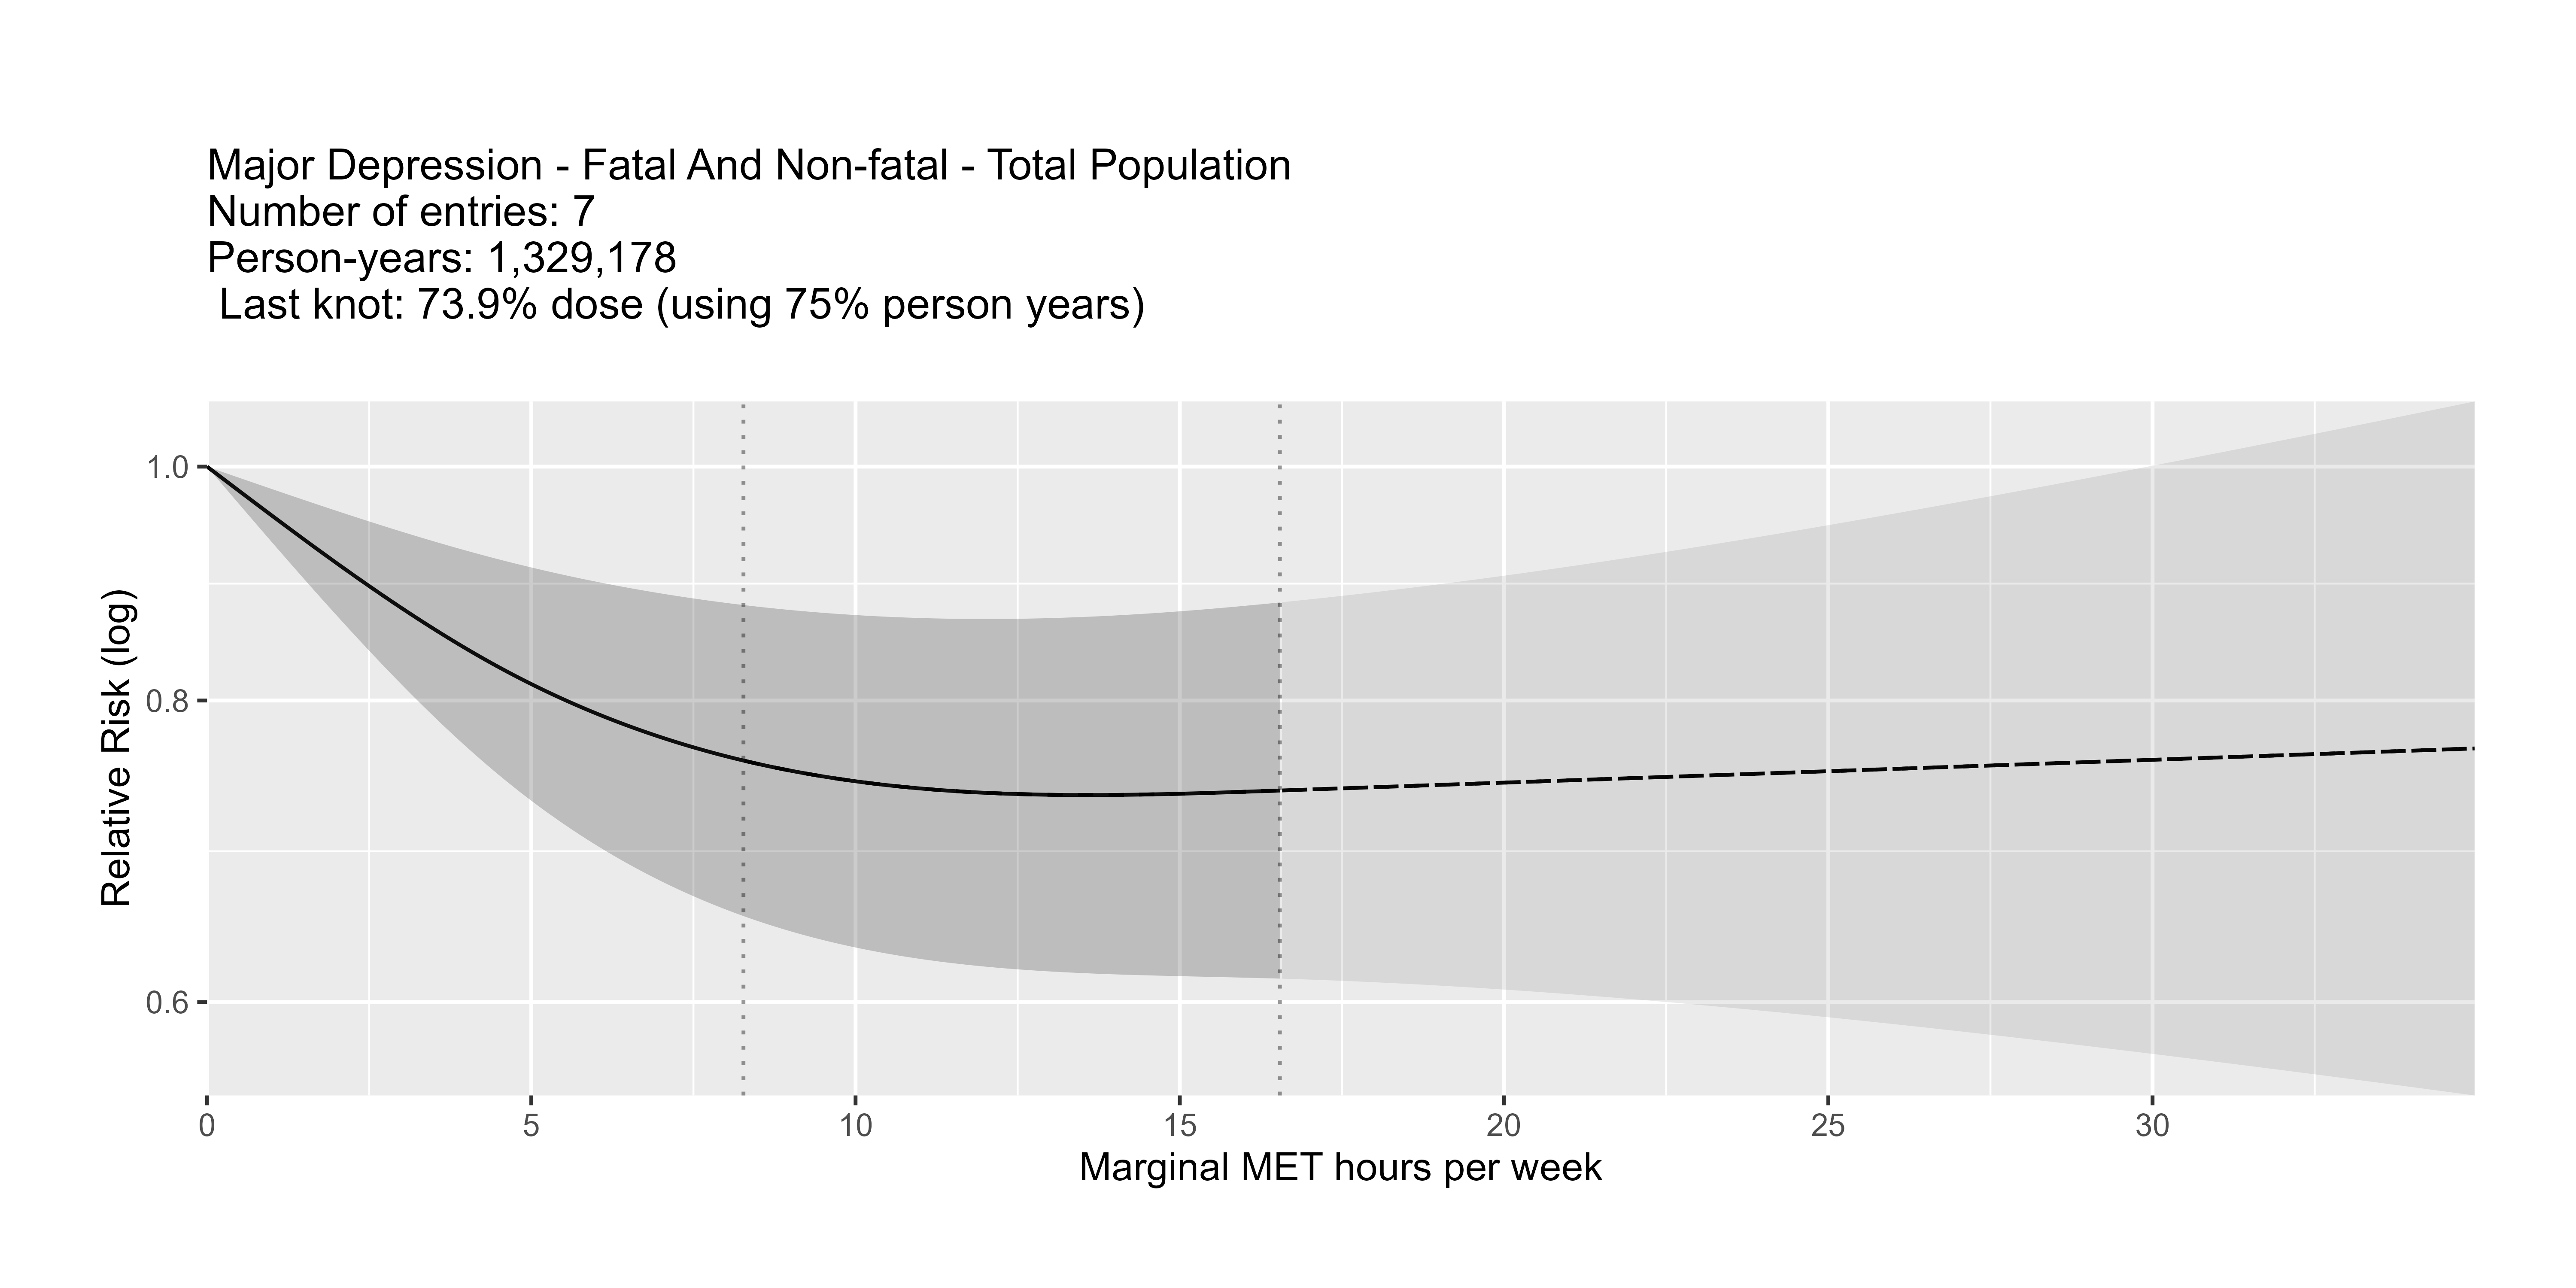 Major Depression - Fatal And Non-fatal - Total Population
Number of entries: 7
Person-years: 1,329,178
Last knot: 73.9% dose (using 75% person years)
Relative Risk (log)
1.0
0.8
0.6
0 5 10 15 20 25 30
Marginal MET hours per week